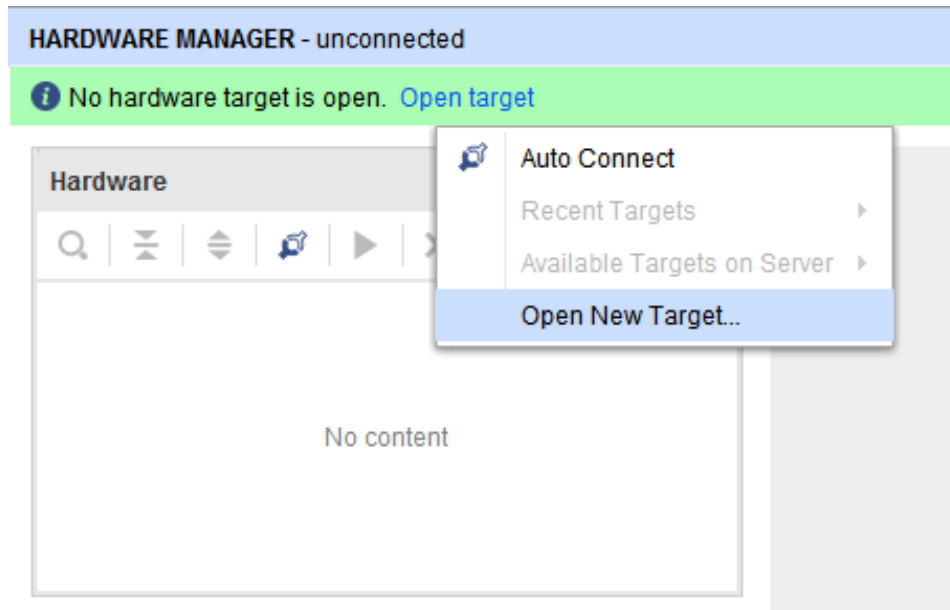 HARDWARE MANAGER - unconnected
No hardware target is open. Open target
Auto Connect
Hardware
Recent Targets
Available Targets on Server
Open New Target...
No content